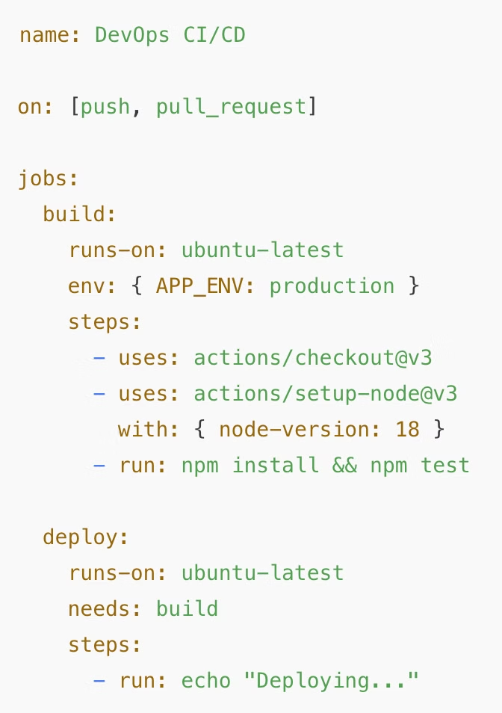 name: DevOps CI/CD

on: [push, pull_request]

jobs:
  build:
    runs-on: ubuntu-latest
    env: { APP_ENV: production }
    steps:
      - uses: actions/checkout@v3
      - uses: actions/setup-node@v3
        with: { node-version: 18 }
      - run: npm install && npm test

  deploy:
    runs-on: ubuntu-latest
    needs: build
    steps:
      - run: echo "Deploying..."